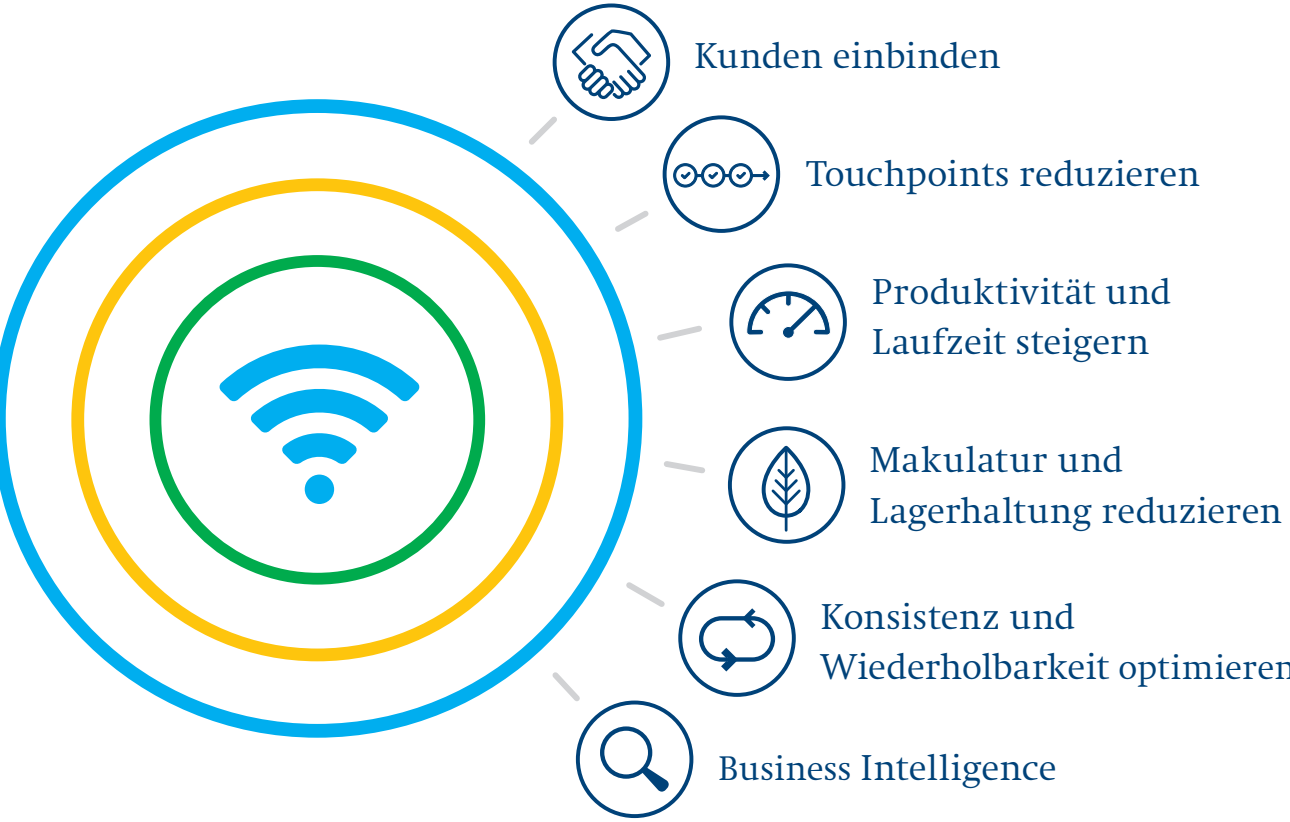 Kunden einbinden
Touchpoints reduzieren
Produktivität und
Laufzeit steigern
Makulatur und
Lagerhaltung reduzieren
Konsistenz und
Wiederholbarkeit optimieren
Business Intelligence